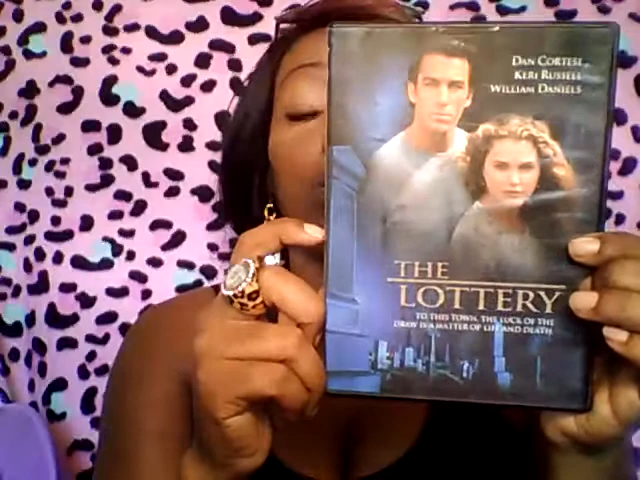 DAN CORTESE
KERI RUSSELL
WILLIAM DANIELS
THE
LOTTERY
TO THIS TOWN, THE LUCK OF THE
DRAW IS A MATTER OF LIFE AND DEATH.